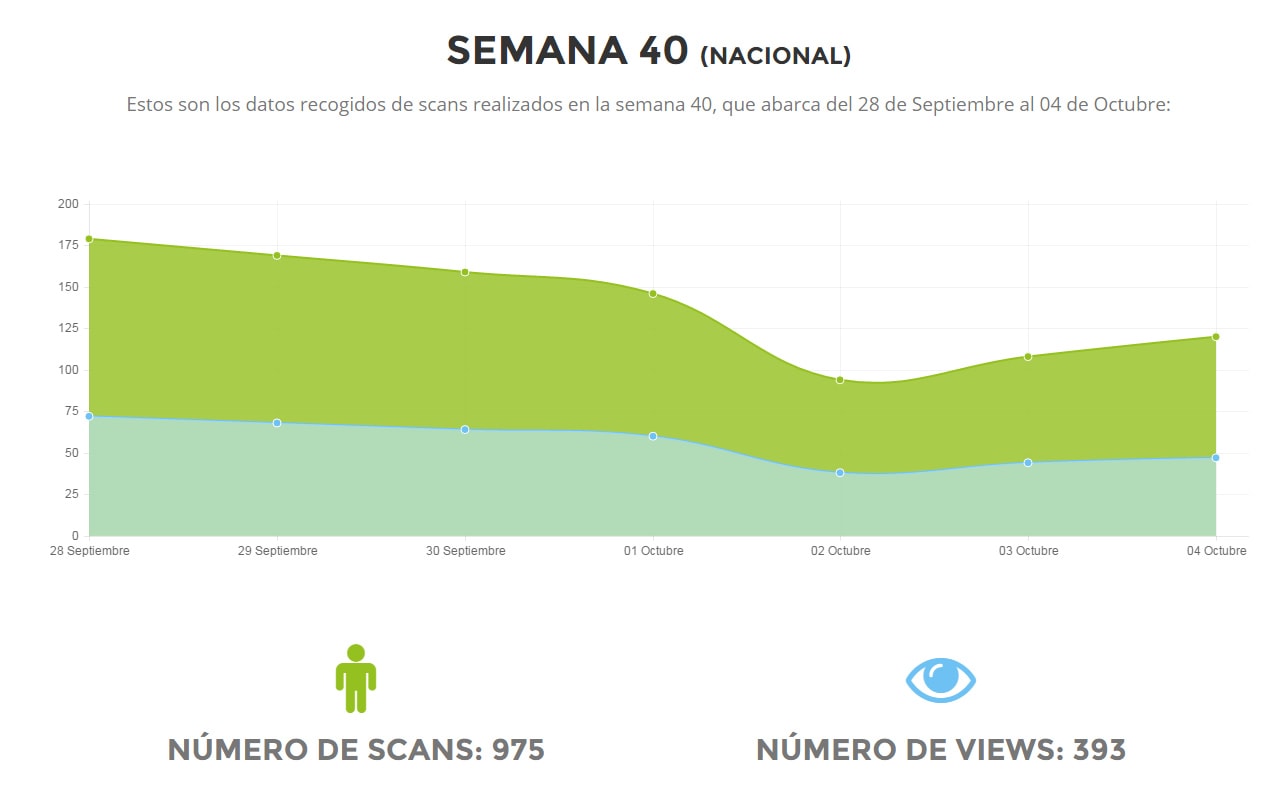 SEMANA 40 (NACIONAL)
Estos son los datos recogidos de scans realizados en la semana 40, que abarca del 28 de Septiembre al 04 de Octubre:
200
175
150
125
100
75
50
25
0
28 Septiembre 29 Septiembre 30 Septiembre 01 Octubre 02 Octubre 03 Octubre 04 Octubre
NÚMERO DE SCANS: 975 NÚMERO DE VIEWS: 393